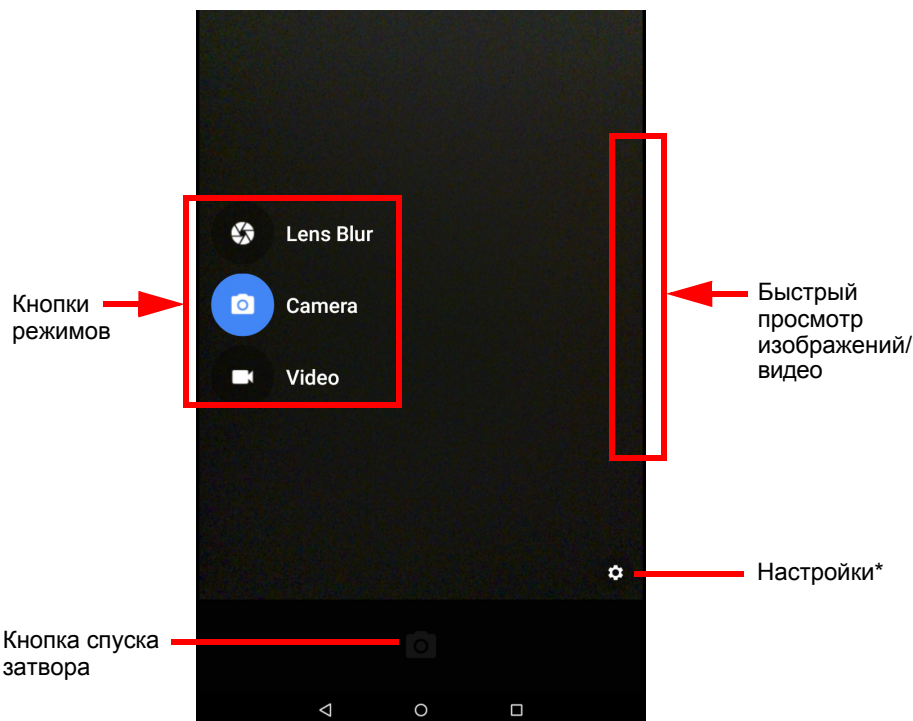 Lens Blur
Camera
Video
Кнопки
режимов
Быстрый
просмотр
изображений/
видео
Настройки*
Кнопка спуска
затвора